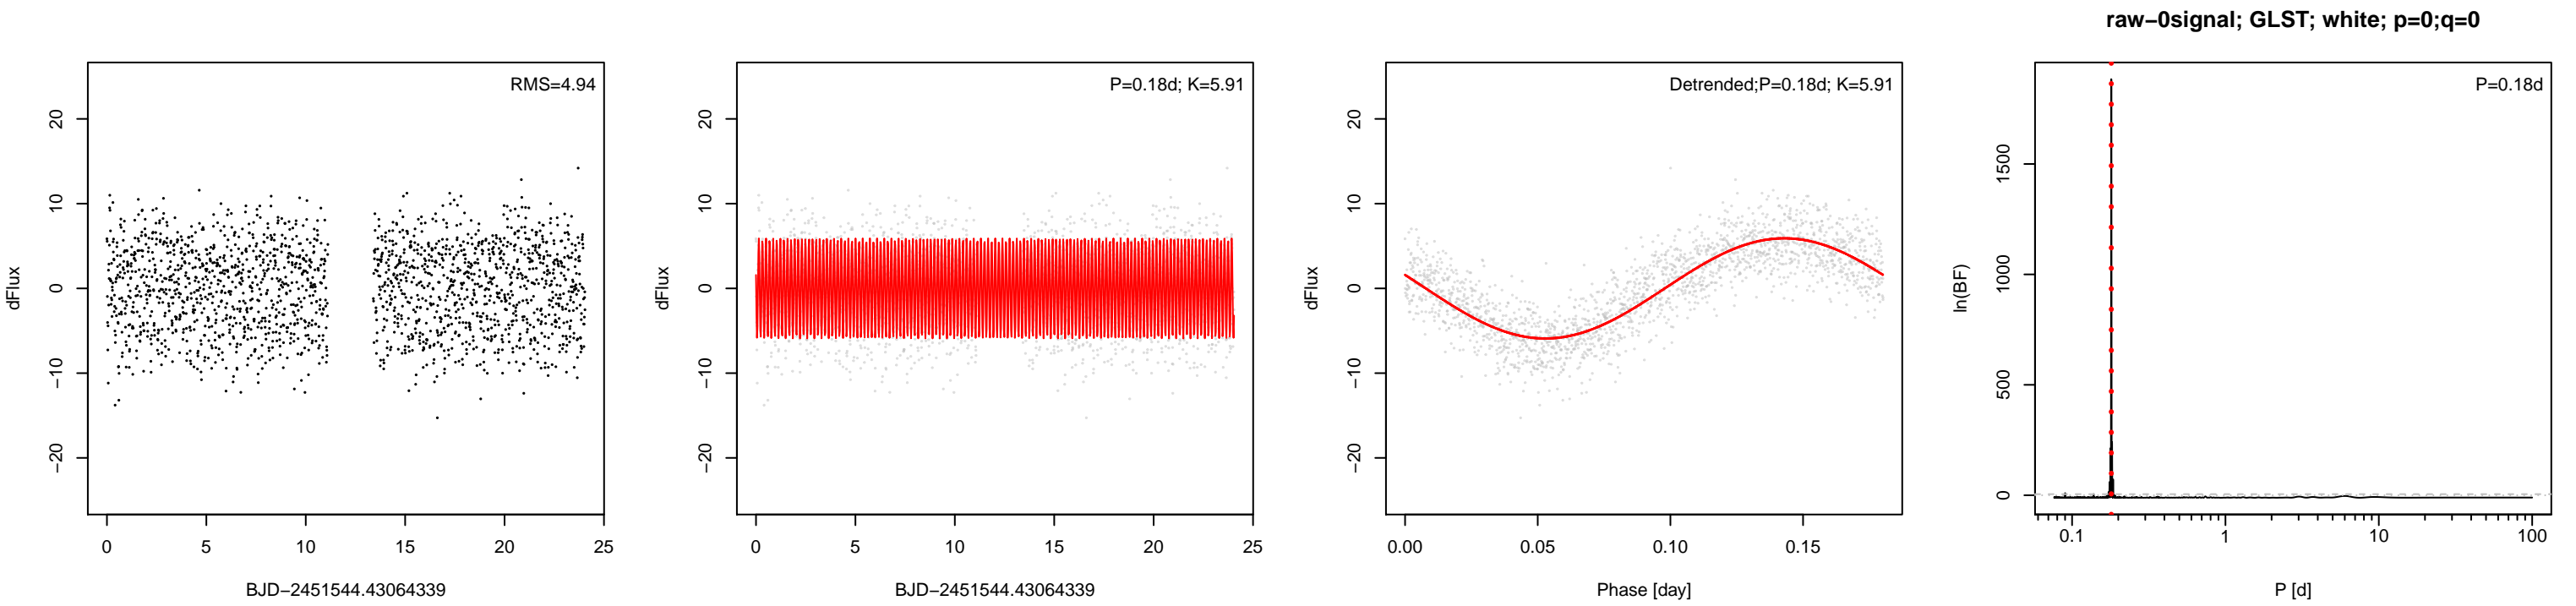 raw−0signal; GLST; white; p=0;q=0
RMS=4.94
dFlux
20
10
0
−10
−20
0 5 10 15 20 25
BJD−2451544.43064339
P=0.18d; K=5.91
dFlux
20
10
0
−10
−20
0 5 10 15 20 25
BJD−2451544.43064339
Detrended;P=0.18d; K=5.91
dFlux
20
10
0
−10
−20
0.00 0.05 0.10 0.15
Phase [day]
P=0.18d
ln(BF)
1500
1000
500
0
0.1 1 10 100
P [d]